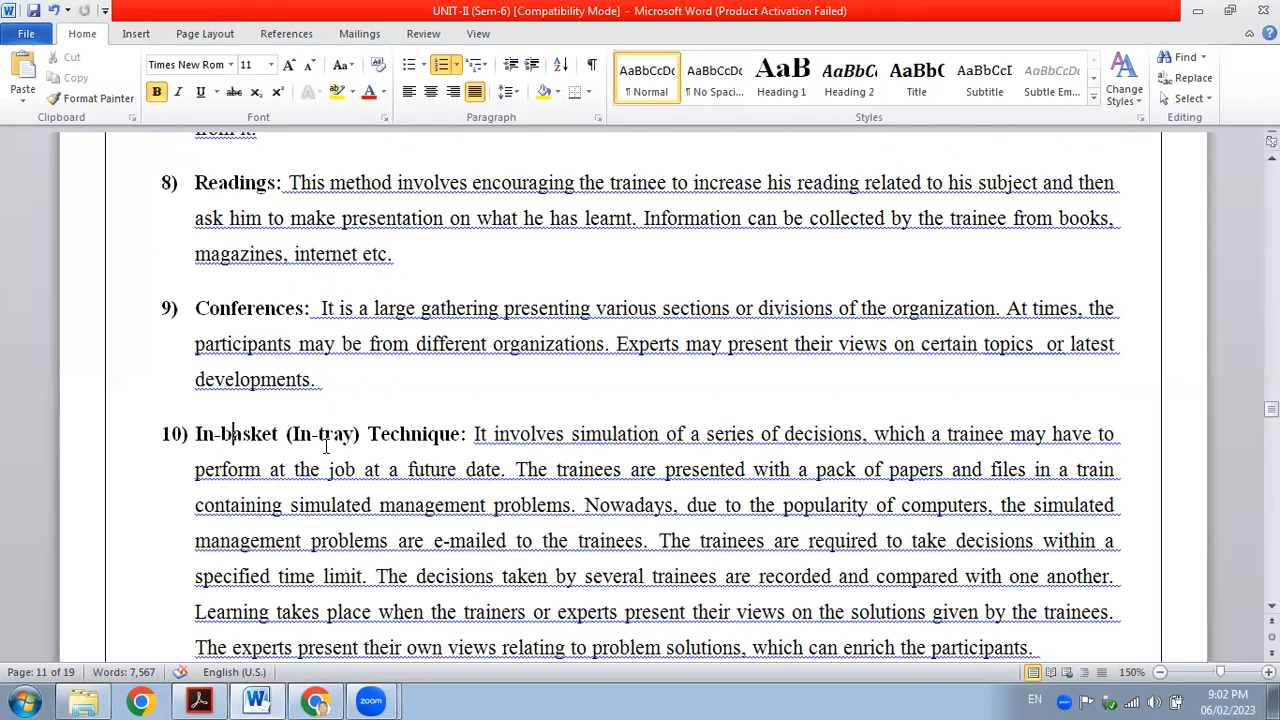 UNIT-II (Sem-6) [Compatibility Mode] - Microsoft Word (Product Activation Failed)
File Home Insert Page Layout References Mailings Review View
Paste Cut Copy Format Painter
Times New Rom 11
AaBbCcDc AaBbCcDc AaB AaBbCc AaBbC AaBbCcDc AaBbCcDc
¶ Normal ¶ No Spaci... Heading 1 Heading 2 Title Subtitle Subtle Em...
Change Styles
Find Replace Select
Clipboard Font Paragraph Styles Editing
from it.
8) Readings: This method involves encouraging the trainee to increase his reading related to his subject and then
ask him to make presentation on what he has learnt. Information can be collected by the trainee from books,
magazines, internet etc.
9) Conferences: It is a large gathering presenting various sections or divisions of the organization. At times, the
participants may be from different organizations. Experts may present their views on certain topics or latest
developments.
10) In-basket (In-tray) Technique: It involves simulation of a series of decisions, which a trainee may have to
perform at the job at a future date. The trainees are presented with a pack of papers and files in a train
containing simulated management problems. Nowadays, due to the popularity of computers, the simulated
management problems are e-mailed to the trainees. The trainees are required to take decisions within a
specified time limit. The decisions taken by several trainees are recorded and compared with one another.
Learning takes place when the trainers or experts present their views on the solutions given by the trainees.
The experts present their own views relating to problem solutions, which can enrich the participants.
Page: 11 of 19 Words: 7,567 English (U.S.) 150%
zoom EN 9:02 PM
06/02/2023